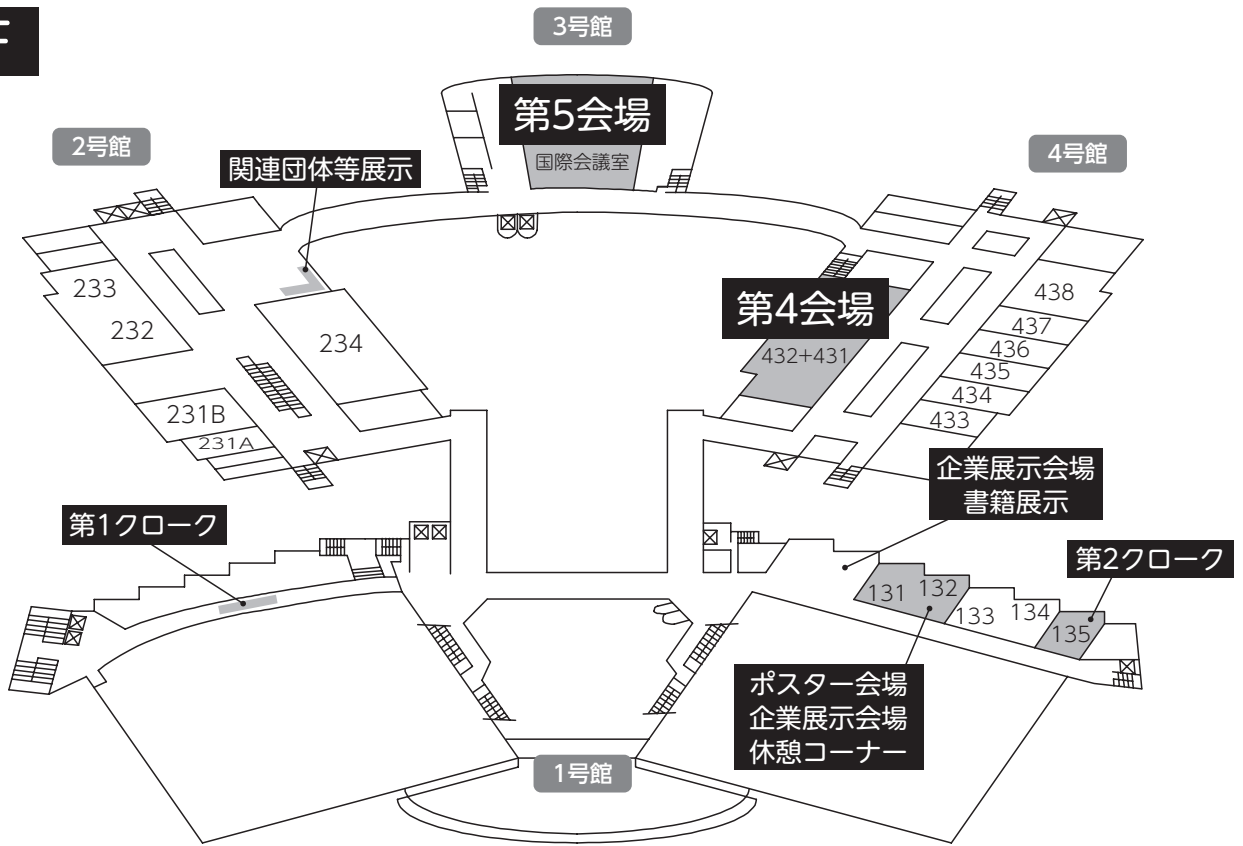 3号館
第5会場
国際会議室
2号館
4号館
関連団体等展示
233
232
234
231B
231A
第4会場
432+431
438
437
436
435
434
433
企業展示会場
書籍展示
第1クローク
第2クローク
131
132
133
134
135
ポスター会場
企業展示会場
休憩コーナー
1号館